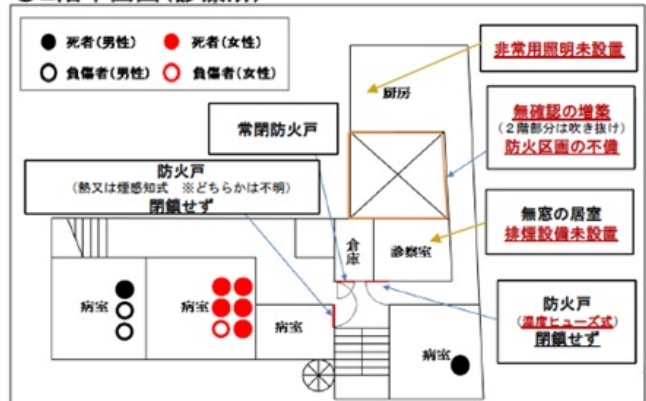 死者(男性)
死者(女性)
負傷者(男性)
負傷者(女性)
非常用照明未設置
厨房
常閉防火戸
無確認の増築
(2階部分は吹き抜け)
防火区画の不備
防火戸
(熱又は煙感知式 ※どちらかは不明)
閉鎖せず
無窓の居室
排煙設備未設置
倉庫
診察室
病室
病室
病室
病室
防火戸
(温度ヒューズ式)
閉鎖せず